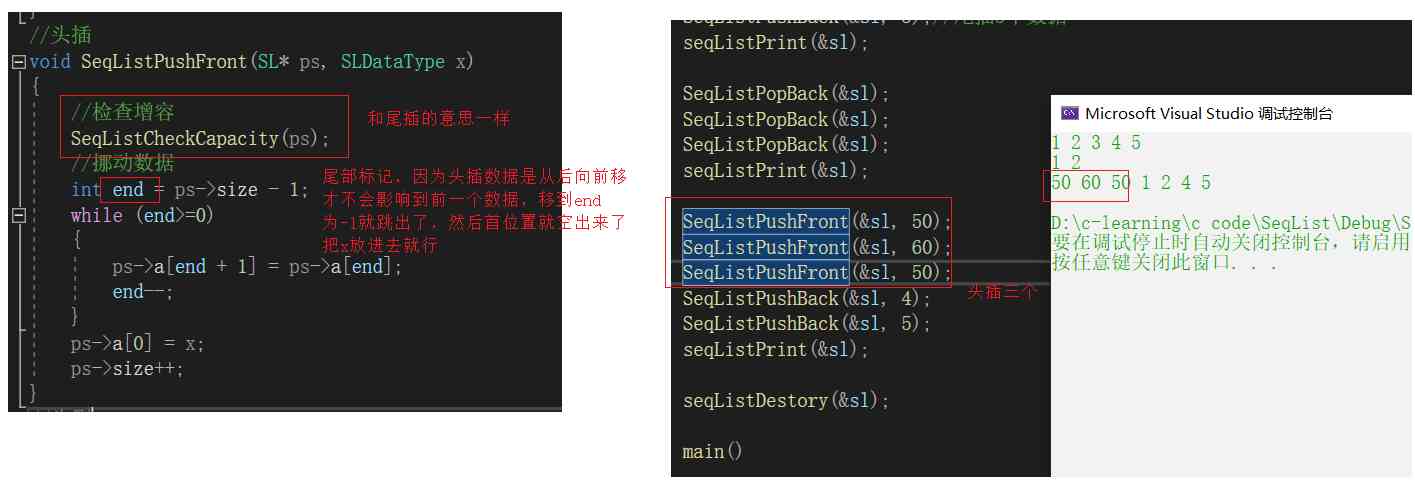 //头插
void SeqListPushFront(SL* ps, SLDataType x)
{
//检查增容
SeqListCheckCapacity(ps);
和尾插的意思一样
//挪动数据
int end = ps->size - 1;
while (end>=0)
{
ps->a[end + 1] = ps->a[end];
end--;
}
ps->a[0] = x;
ps->size++;
}
尾部标记，因为头插数据是从后向前移
才不会影响到前一个数据，移到end
为-1就跳出了，然后首位置就空出来了
把x放进去就行
seqListPrint(&sl);
SeqListPopBack(&sl);
SeqListPopBack(&sl);
SeqListPopBack(&sl);
seqListPrint(&sl);
SeqListPushFront(&sl, 50);
SeqListPushFront(&sl, 60);
SeqListPushFront(&sl, 50);
头插三个
SeqListPushBack(&sl, 4);
SeqListPushBack(&sl, 5);
seqListPrint(&sl);
seqListDestory(&sl);
main()
Microsoft Visual Studio 调试控制台
1 2 3 4 5
1 2
50 60 50 1 2 4 5
D:\c-learning\c code\SeqList\Debug\S
要在调试停止时自动关闭控制台，请启用
按任意键关闭此窗口. . .